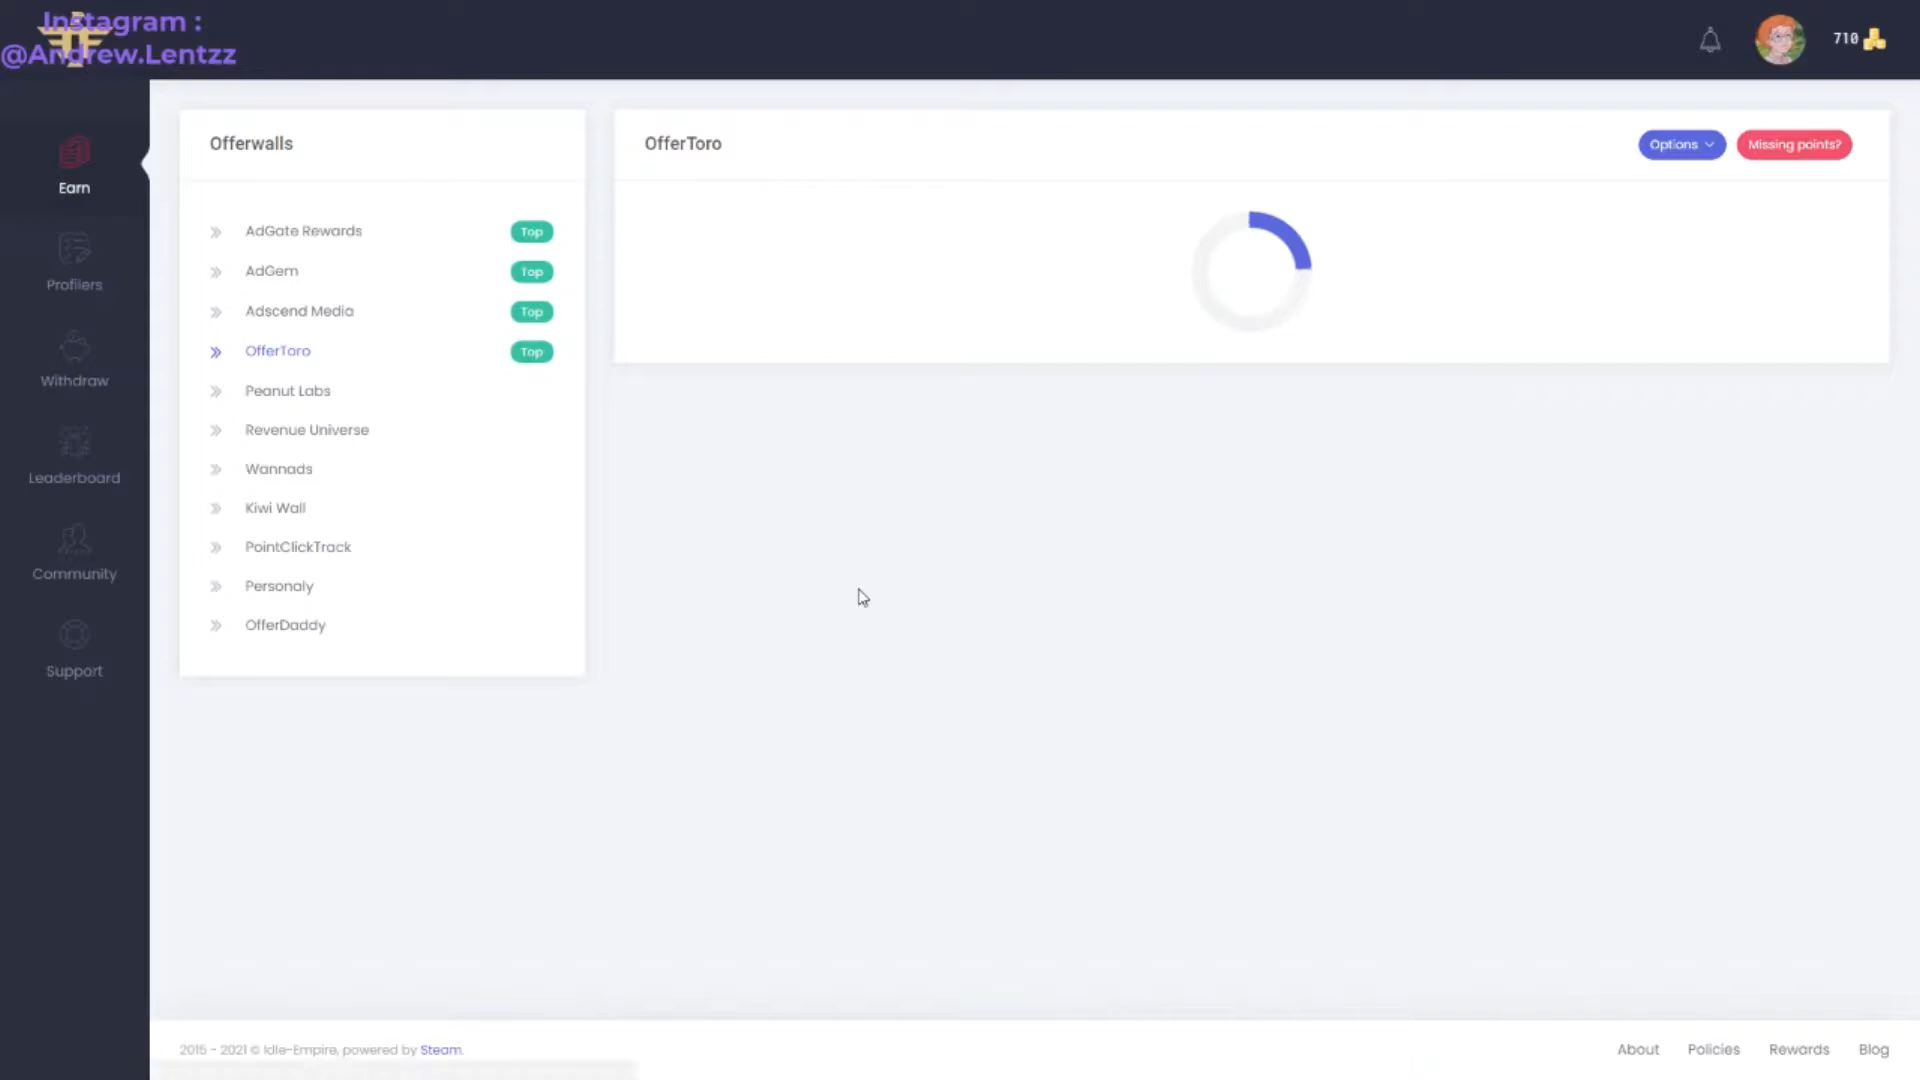 Instagram :
@Andrew.Lentzz
710
Earn
Profilers
Withdraw
Leaderboard
Community
Support
Offerwalls
AdGate Rewards Top
AdGem Top
Adscend Media Top
OfferToro Top
Peanut Labs
Revenue Universe
Wannads
Kiwi Wall
PointClickTrack
Personaly
OfferDaddy
OfferToro
Options
Missing points?
2015 - 2021 © Idle-Empire, powered by Steam.
About Policies Rewards Blog